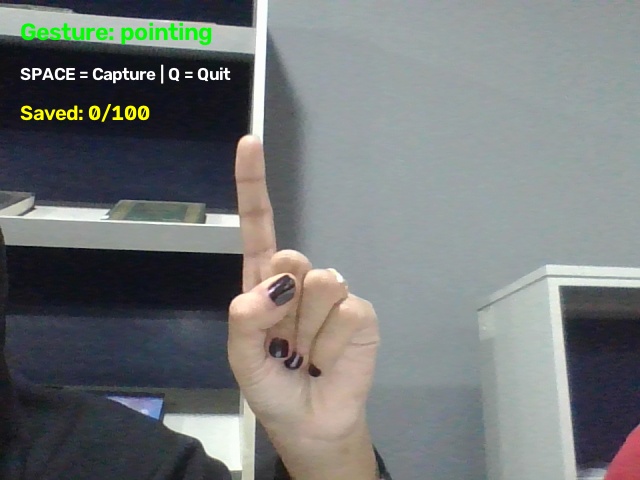 Gesture: pointing
SPACE = Capture | Q = Quit
Saved: 0/100